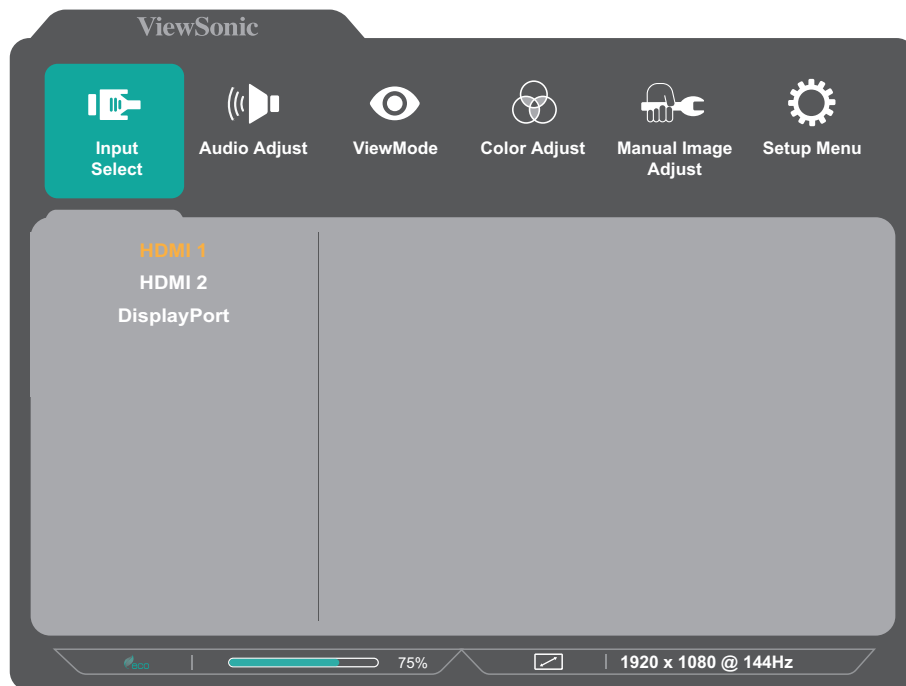 ViewSonic
Input
Select
Audio Adjust
ViewMode
Color Adjust
Manual Image
Adjust
Setup Menu
HDMI 1
HDMI 2
DisplayPort
ECO
75%
1920 x 1080 @ 144Hz